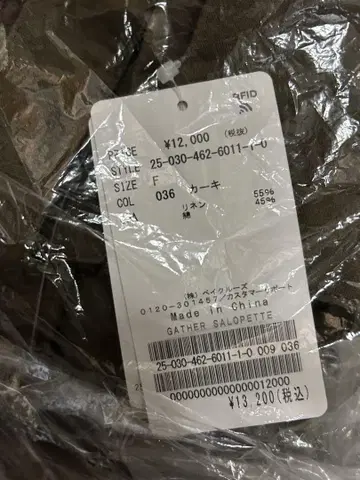 RFID
PRICE ¥12,000 (税抜)
STYLE 25-030-462-6011-1-0
SIZE F
COL 036 カーキ
リネン 55%
綿 45%
(株) ベイクルーズ
0120-301457/カスタマーサポート
Made in China
GATHER SALOPETTE
25-030-462-6011-1-0 009 036
0000000000000012000
¥13,200(税込)